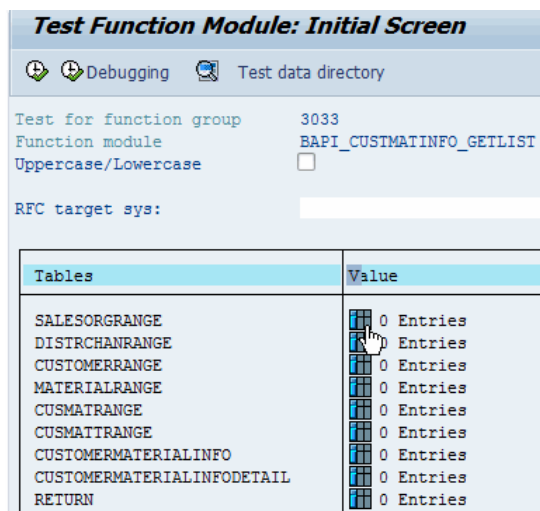 Test Function Module: Initial Screen
Debugging Test data directory
Test for function group 3033
Function module BAPI_CUSTMATINFO_GETLIST
Uppercase/Lowercase
RFC target sys:
Tables Value
SALESORGRANGE 0 Entries
DISTRCHANRANGE 0 Entries
CUSTOMERRANGE 0 Entries
MATERIALRANGE 0 Entries
CUSMATRANGE 0 Entries
CUSMATTRANGE 0 Entries
CUSTOMERMATERIALINFO 0 Entries
CUSTOMERMATERIALINFODETAIL 0 Entries
RETURN 0 Entries